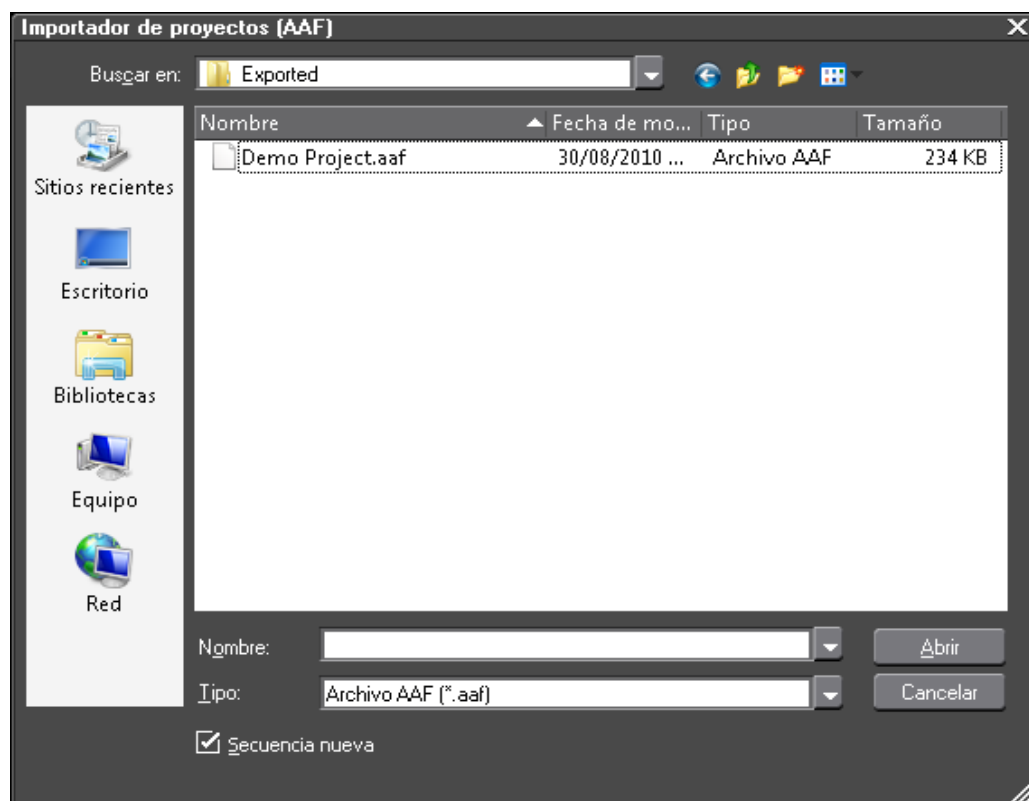 Importador de proyectos (AAF)
Buscar en: Exported
Nombre Fecha de mo... Tipo Tamaño
Demo Project.aaf 30/08/2010 ... Archivo AAF 234 KB
Sitios recientes
Escritorio
Bibliotecas
Equipo
Red
Nombre: Abrir
Tipo: Archivo AAF (*.aaf) Cancelar
Secuencia nueva